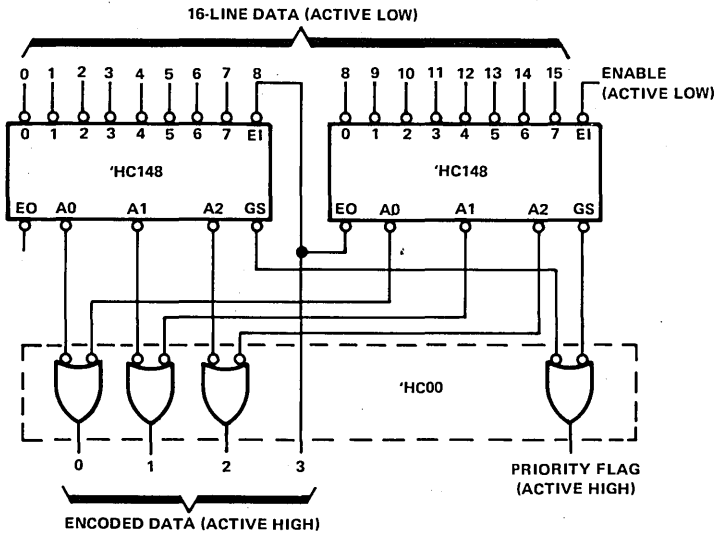 16-LINE DATA (ACTIVE LOW)
0 1 2 3 4 5 6 7 8 8 9 10 11 12 13 14 15 ENABLE
(ACTIVE LOW)
0 1 2 3 4 5 6 7 EI 0 1 2 3 4 5 6 7 EI
'HC148 'HC148
EO A0 A1 A2 GS EO A0 A1 A2 GS
'HC00
0 1 2 3 PRIORITY FLAG
(ACTIVE HIGH)
ENCODED DATA (ACTIVE HIGH)